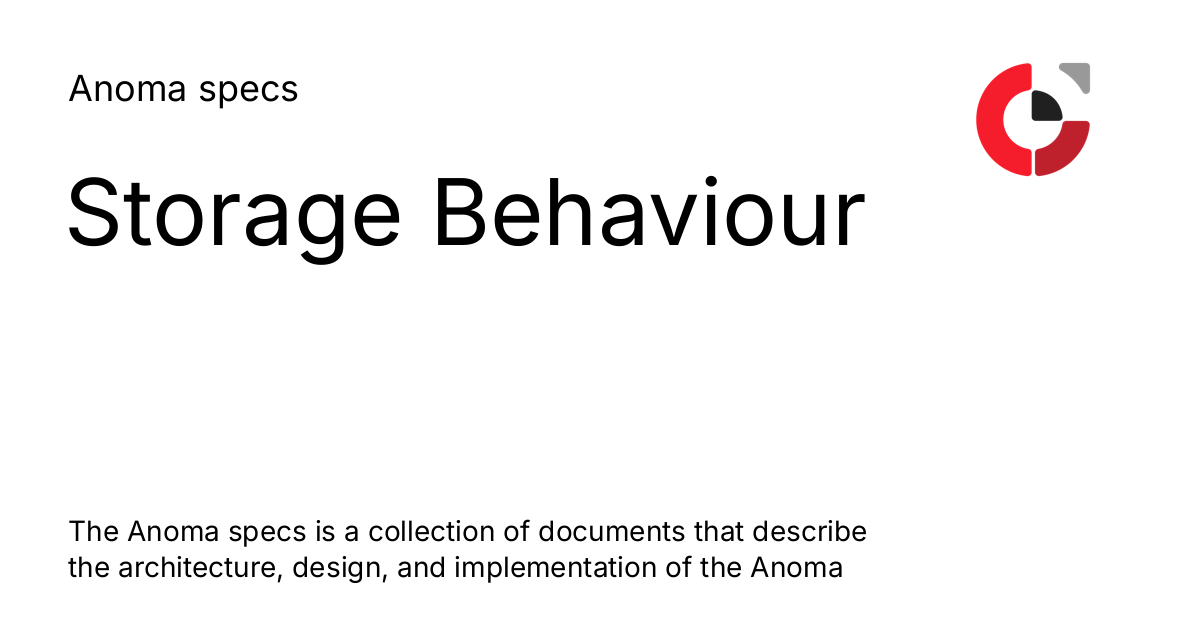 Anoma specs
Storage Behaviour
The Anoma specs is a collection of documents that describe
the architecture, design, and implementation of the Anoma